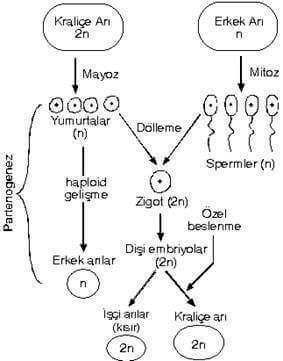 Kraliçe Arı
2n
Erkek Arı
n
Mayoz
Mitoz
Yumurtalar
(n)
Dölleme
Spermler (n)
Partenogenez
haploid
gelişme
Zigot (2n)
Özel
beslenme
Dişi embriyolar
(2n)
Erkek arılar
n
İşçi arılar
(kısır)
2n
Kraliçe arı
2n